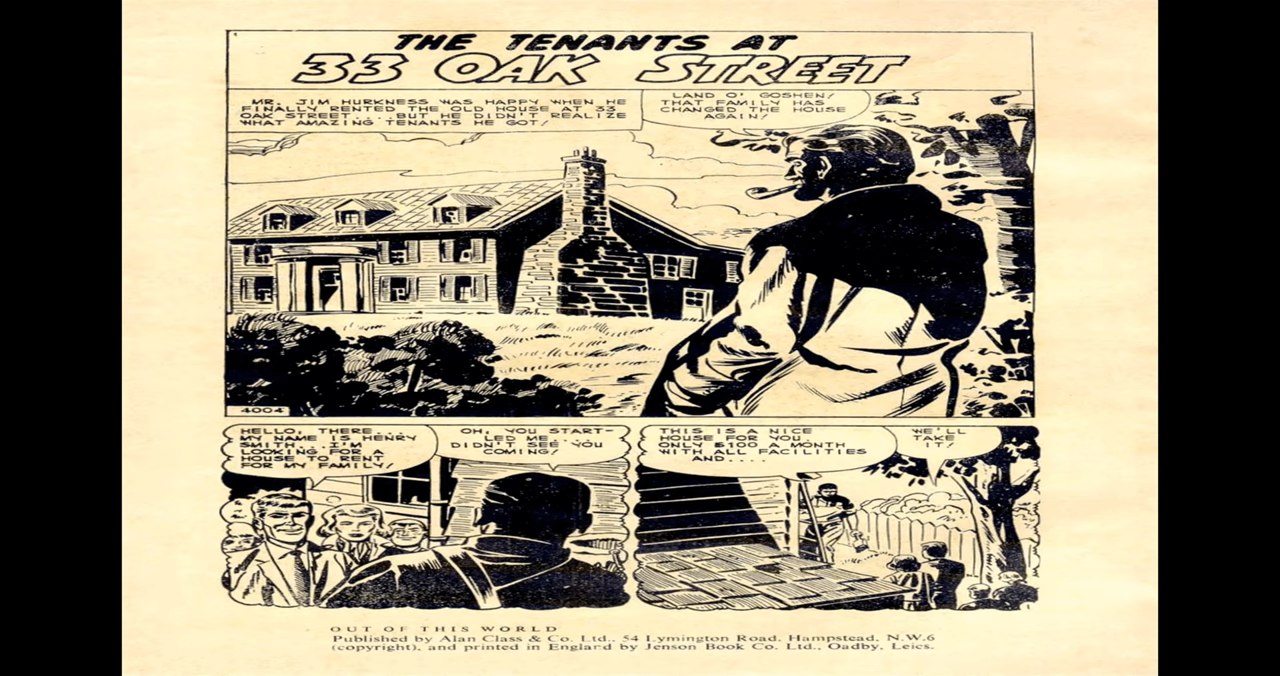 THE TENANTS AT
33 OAK STREET
MR. JIM HURKNESS WAS HAPPY WHEN HE
FINALLY RENTED THE OLD HOUSE AT 33
OAK STREET... BUT HE DIDN'T REALIZE
WHAT AMAZING TENANTS HE GOT!
LAND O' GOSHEN!
THAT FAMILY HAS
CHANGED THE HOUSE
AGAIN!
4004
HELLO, THERE...
MY NAME IS HENRY
SMITH... I'M
LOOKING FOR A
HOUSE TO RENT
FOR MY FAMILY!
OH, YOU START-
LED ME...
DIDN'T SEE YOU
COMING!
THIS IS A NICE
HOUSE FOR YOU.
ONLY $100 A MONTH
WITH ALL FACILITIES
AND....
WE'LL
TAKE
IT!
1
OUT OF THIS WORLD
Published by Alan Class & Co. Ltd., 54 Lymington Road, Hampstead, N.W.6
(copyright), and printed in England by Jenson Book Co. Ltd., Oadby, Leics.